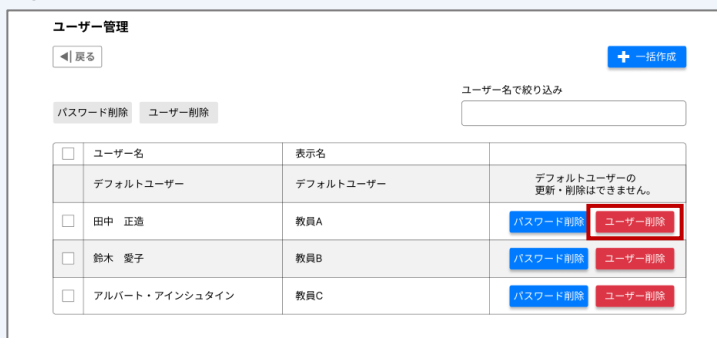 ユーザー管理
戻る
一括作成
ユーザー名で絞り込み
パスワード削除 ユーザー削除
ユーザー名 表示名
デフォルトユーザー デフォルトユーザー デフォルトユーザーの
更新・削除はできません。
田中 正造 教員A パスワード削除 ユーザー削除
鈴木 愛子 教員B パスワード削除 ユーザー削除
アルバート・アインシュタイン 教員C パスワード削除 ユーザー削除